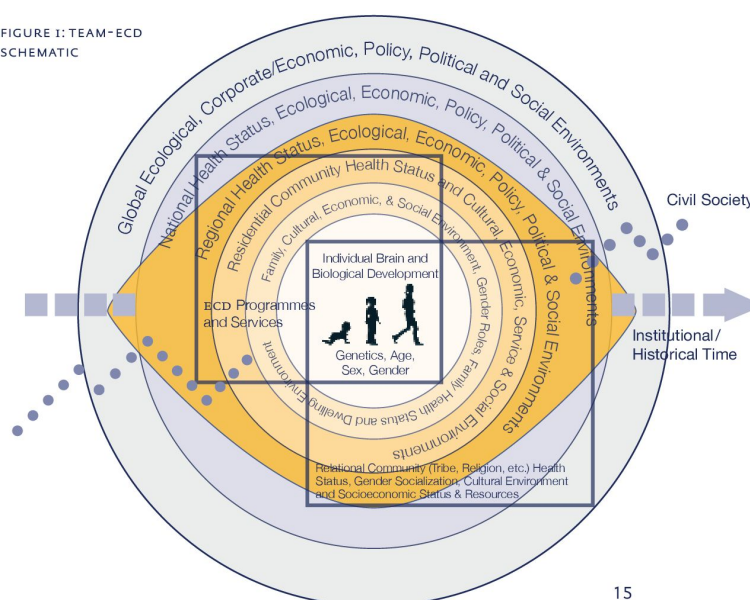 FIGURE 1: TEAM-ECD
SCHEMATIC
Global Ecological, Corporate/Economic, Policy, Political and Social Environments
National Health Status, Ecological, Economic, Policy, Political & Social Environments
Regional Health Status, Ecological, Economic, Policy, Political & Social Environments
Residential Community Health Status and Cultural, Economic, Service & Social Environments
Family, Cultural, Economic, & Social Environment, Gender Roles, Family Health Status and Dwelling Environment
Individual Brain and
Biological Development
Genetics, Age,
Sex, Gender
ECD Programmes
and Services
Relational Community (Tribe, Religion, etc.) Health
Status, Gender Socialization, Cultural Environment
and Socioeconomic Status & Resources
Civil Society
Institutional/
Historical Time
15